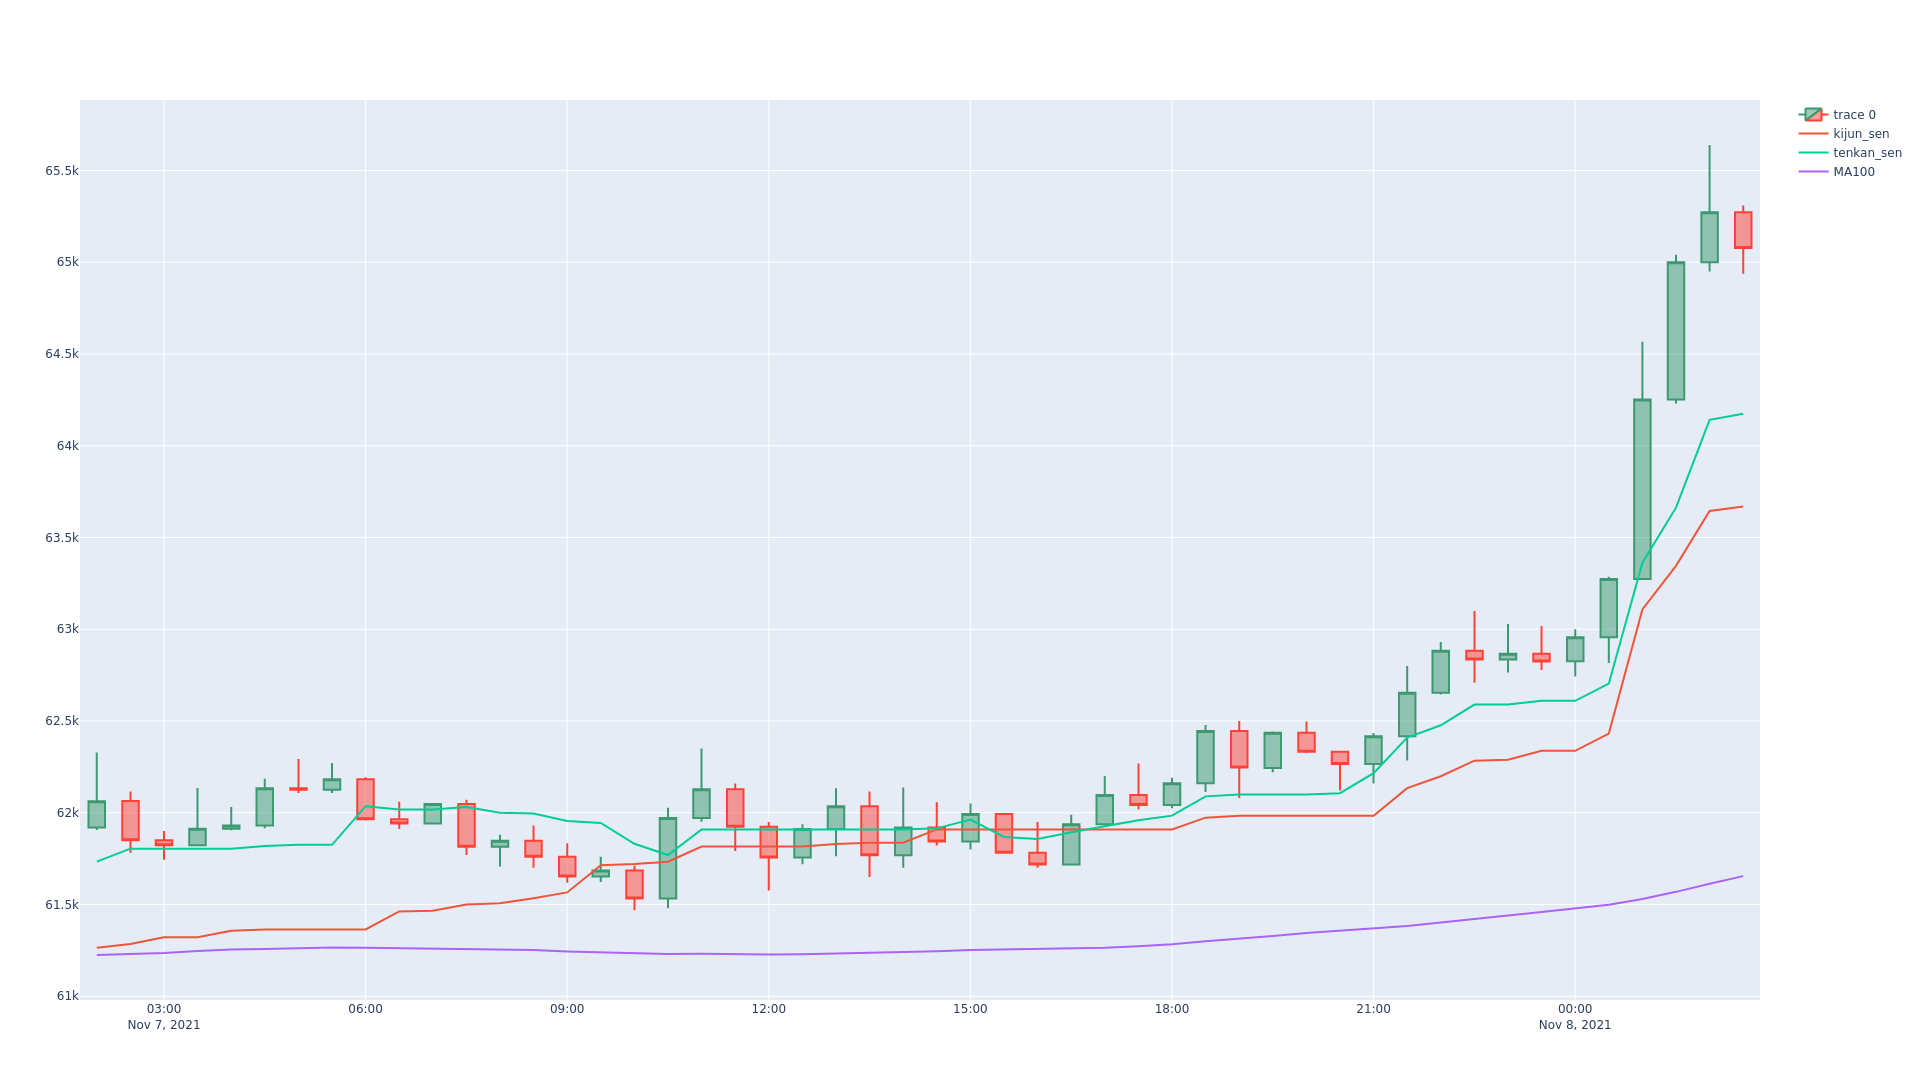 trace 0
kijun_sen
tenkan_sen
MA100
65.5k
65k
64.5k
64k
63.5k
63k
62.5k
62k
61.5k
61k
03:00 06:00 09:00 12:00 15:00 18:00 21:00 00:00
Nov 7, 2021 Nov 8, 2021